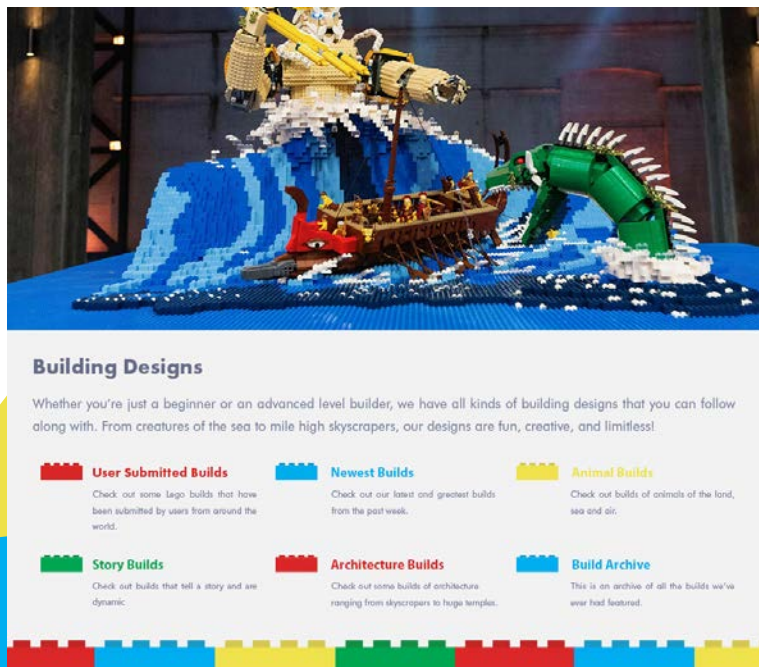 Building Designs
Whether you're just a beginner or an advanced level builder, we have all kinds of building designs that you can follow
along with. From creatures of the sea to mile high skyscrapers, our designs are fun, creative, and limitless!
User Submitted Builds
Check out some Lego builds that have
been submitted by users from around the
world.
Newest Builds
Check out our latest and greatest builds
from the past week.
Animal Builds
Check out builds of animals of the land,
sea and air.
Story Builds
Check out builds that tell a story and are
dynamic
Architecture Builds
Check out some builds of architecture
ranging from skyscrapers to huge temples.
Build Archive
This is an archive of all the builds we've
ever had featured.